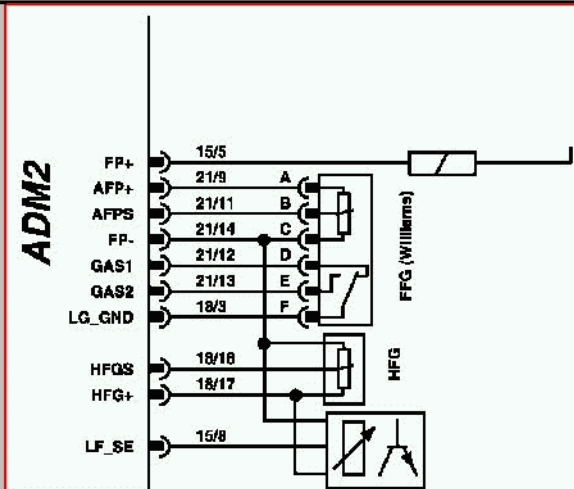 ADM2
FP+ 15/5
AFP+ 21/9 A
AFPS 21/11 B
FP- 21/14 C
GAS1 21/12 D
GAS2 21/13 E
LG_GND 18/3 F
FFG (Williams)
HFGS 18/16
HFG+ 18/17
HFG
LF_SE 15/8